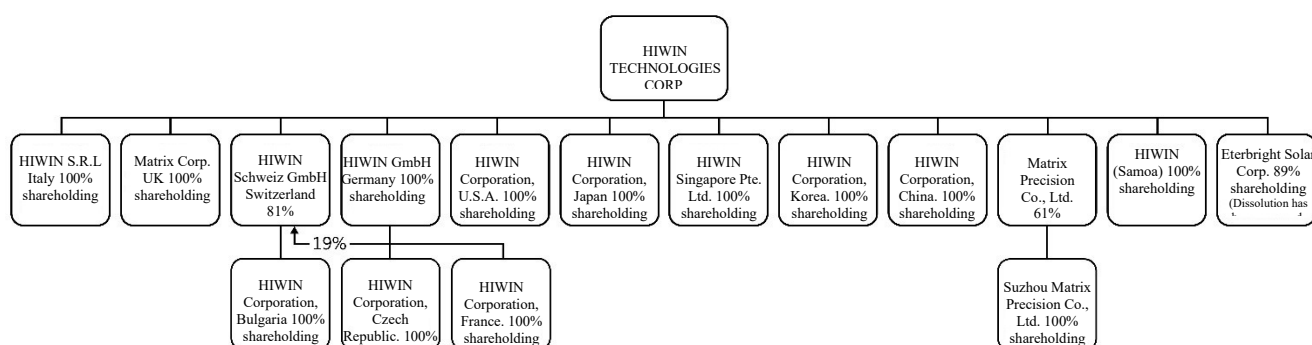 HIWIN
TECHNOLOGIES
CORP
HIWIN S.R.L
Italy 100%
shareholding
Matrix Corp.
UK 100%
shareholding
HIWIN
Schweiz GmbH
Switzerland
81%
HIWIN GmbH
Germany 100%
shareholding
HIWIN
Corporation,
U.S.A. 100%
shareholding
HIWIN
Corporation,
Japan 100%
shareholding
HIWIN
Singapore Pte.
Ltd. 100%
shareholding
HIWIN
Corporation,
Korea. 100%
shareholding
HIWIN
Corporation,
China. 100%
shareholding
Matrix
Precision
Co., Ltd.
61%
HIWIN
(Samoa) 100%
shareholding
Eterbright Solar
Corp. 89%
shareholding
(Dissolution has
19%
HIWIN
Corporation,
Bulgaria 100%
shareholding
HIWIN
Corporation,
Czech
Republic. 100%
HIWIN
Corporation,
France. 100%
shareholding
Suzhou Matrix
Precision Co.,
Ltd. 100%
shareholding